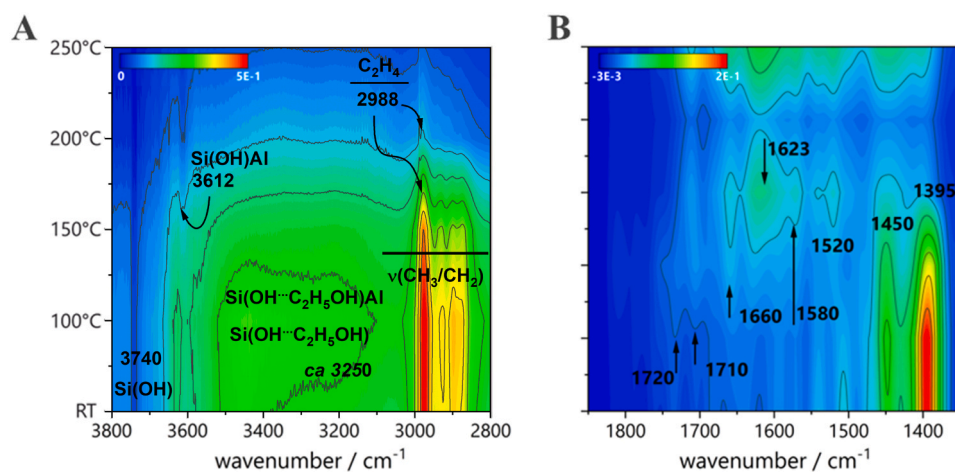 A
250°C
200°C
150°C
100°C
RT
0
5E-1
C₂H₄
2988
Si(OH)Al
3612
ν(CH₃/CH₂)
Si(OH···C₂H₅OH)Al
Si(OH···C₂H₅OH)
ca 3250
3740
Si(OH)
3800 3600 3400 3200 3000 2800
wavenumber / cm⁻¹
B
-3E-3
2E-1
1623
1395
1450
1520
1580
1660
1710
1720
1800 1700 1600 1500 1400
wavenumber / cm⁻¹